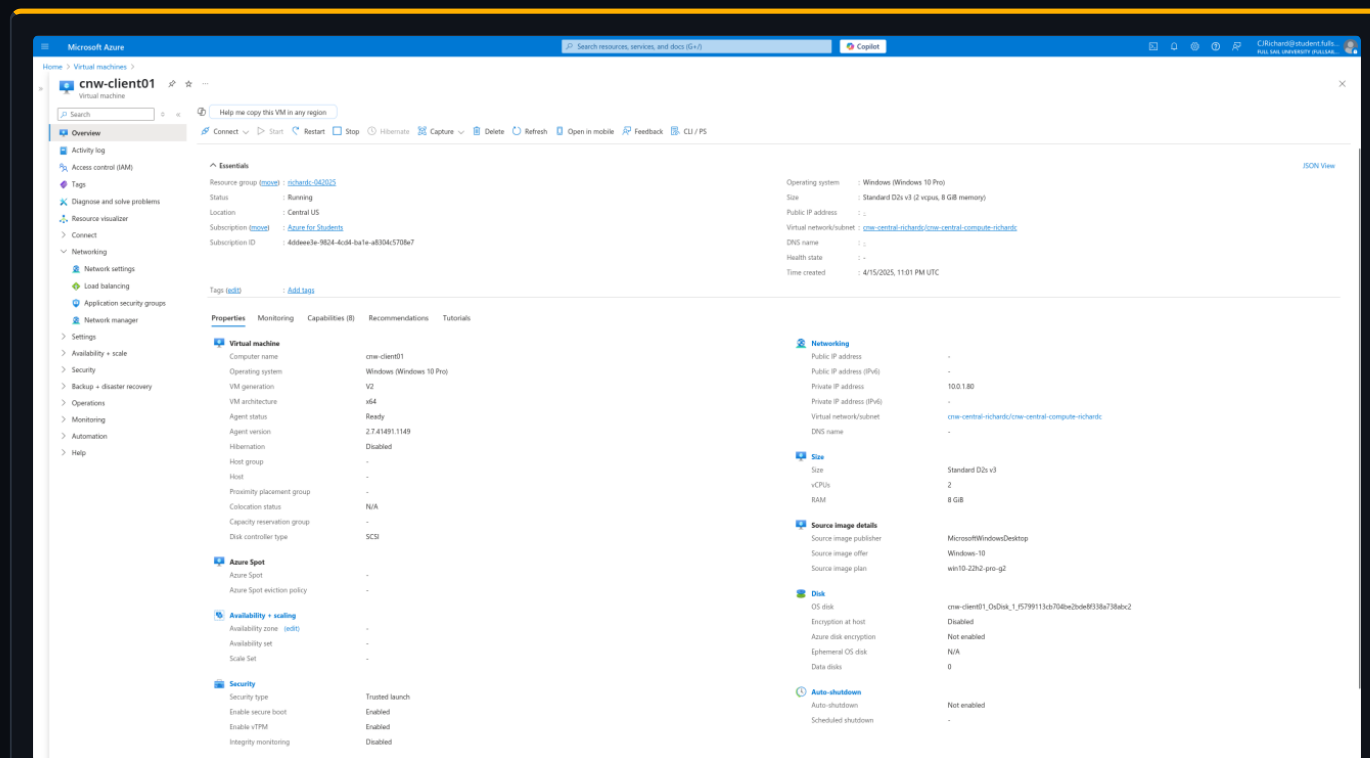 Microsoft Azure
Search resources, services, and docs (G+/)
Copilot
CJRichard@student.fulls...
FULL SAIL UNIVERSITY (FULLSAIL...
Home > Virtual machines >
cnw-client01
Virtual machine
Search
Help me copy this VM in any region
Connect Start Restart Stop Hibernate Capture Delete Refresh Open in mobile Feedback CLI / PS
Overview
Activity log
Access control (IAM)
Tags
Diagnose and solve problems
Resource visualizer
Connect
Networking
Network settings
Load balancing
Application security groups
Network manager
Settings
Availability + scale
Security
Backup + disaster recovery
Operations
Monitoring
Automation
Help
Essentials
JSON View
Resource group (move) : richardc-042025
Status : Running
Location : Central US
Subscription (move) : Azure for Students
Subscription ID : 4ddeee3e-9824-4cd4-ba1e-a8304c5708e7
Operating system : Windows (Windows 10 Pro)
Size : Standard D2s v3 (2 vcpus, 8 GiB memory)
Public IP address : -
Virtual network/subnet : cnw-central-richardc/cnw-central-compute-richardc
DNS name : -
Health state : -
Time created : 4/15/2025, 11:01 PM UTC
Tags (edit) : Add tags
Properties Monitoring Capabilities (8) Recommendations Tutorials
Virtual machine
Computer name cnw-client01
Operating system Windows (Windows 10 Pro)
VM generation V2
VM architecture x64
Agent status Ready
Agent version 2.7.41491.1149
Hibernation Disabled
Host group -
Host -
Proximity placement group -
Colocation status N/A
Capacity reservation group -
Disk controller type SCSI
Azure Spot
Azure Spot -
Azure Spot eviction policy -
Availability + scaling
Availability zone (edit) -
Availability set -
Scale Set -
Security
Security type Trusted launch
Enable secure boot Enabled
Enable vTPM Enabled
Integrity monitoring Disabled
Networking
Public IP address -
Public IP address (IPv6) -
Private IP address 10.0.1.80
Private IP address (IPv6) -
Virtual network/subnet cnw-central-richardc/cnw-central-compute-richardc
DNS name -
Size
Size Standard D2s v3
vCPUs 2
RAM 8 GiB
Source image details
Source image publisher MicrosoftWindowsDesktop
Source image offer Windows-10
Source image plan win10-22h2-pro-g2
Disk
OS disk cnw-client01_OsDisk_1_f5799113cb704be2bde8f338a738abc2
Encryption at host Disabled
Azure disk encryption Not enabled
Ephemeral OS disk N/A
Data disks 0
Auto-shutdown
Auto-shutdown Not enabled
Scheduled shutdown -